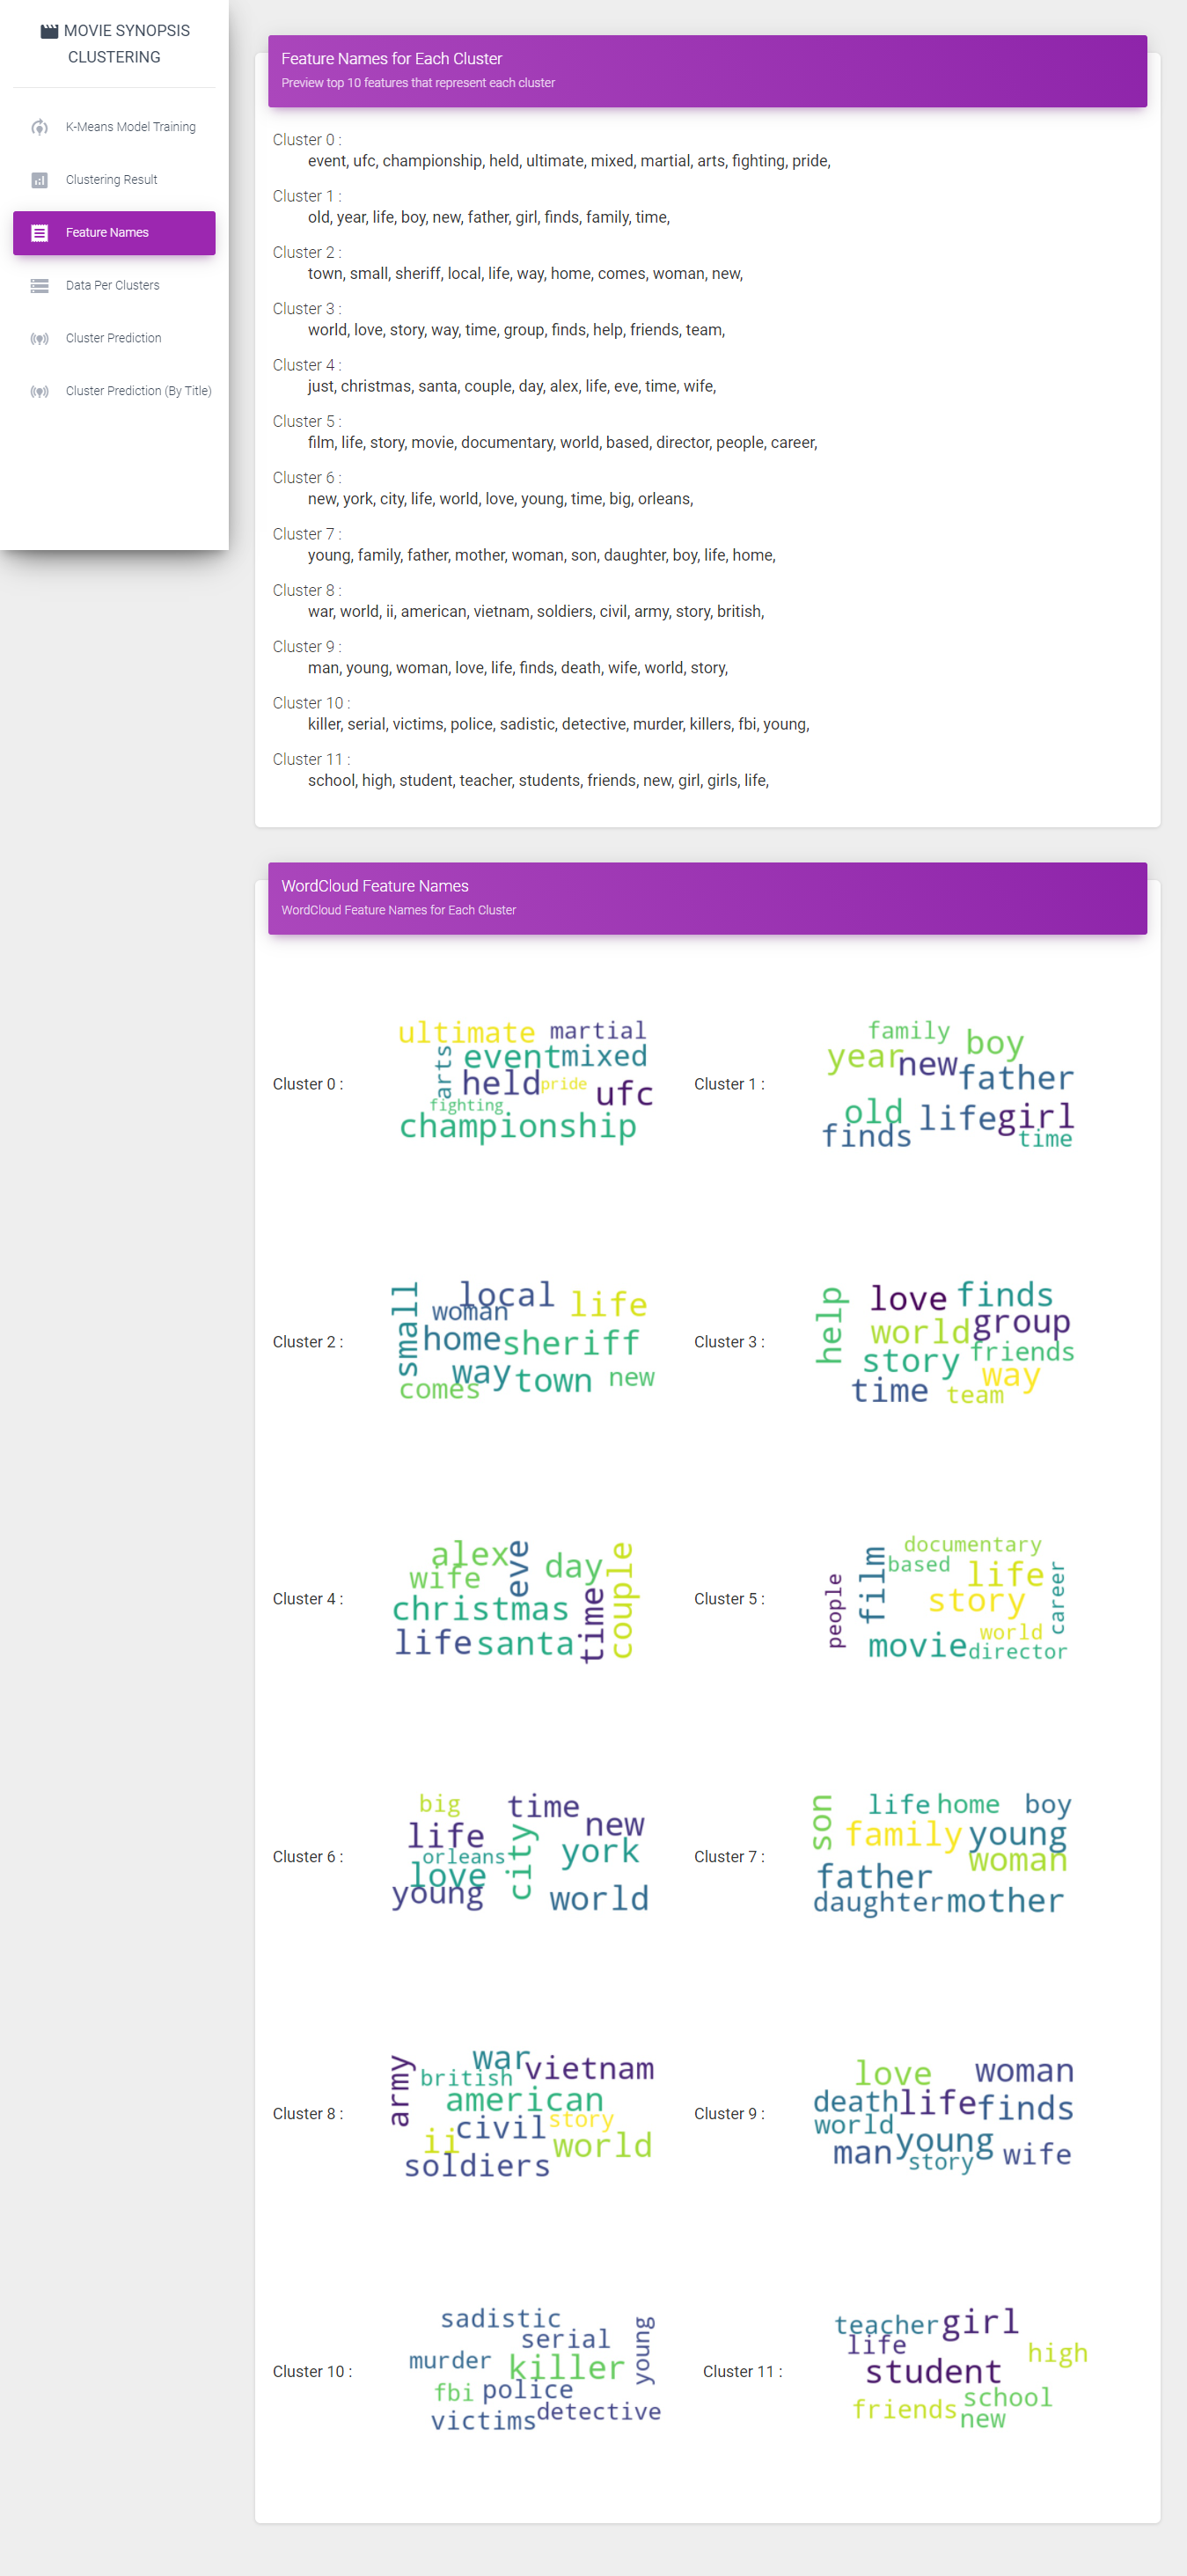 MOVIE SYNOPSIS
CLUSTERING
K-Means Model Training
Clustering Result
Feature Names
Data Per Clusters
Cluster Prediction
Cluster Prediction (By Title)
Feature Names for Each Cluster
Preview top 10 features that represent each cluster
Cluster 0 :
event, ufc, championship, held, ultimate, mixed, martial, arts, fighting, pride,
Cluster 1 :
old, year, life, boy, new, father, girl, finds, family, time,
Cluster 2 :
town, small, sheriff, local, life, way, home, comes, woman, new,
Cluster 3 :
world, love, story, way, time, group, finds, help, friends, team,
Cluster 4 :
just, christmas, santa, couple, day, alex, life, eve, time, wife,
Cluster 5 :
film, life, story, movie, documentary, world, based, director, people, career,
Cluster 6 :
new, york, city, life, world, love, young, time, big, orleans,
Cluster 7 :
young, family, father, mother, woman, son, daughter, boy, life, home,
Cluster 8 :
war, world, ii, american, vietnam, soldiers, civil, army, story, british,
Cluster 9 :
man, young, woman, love, life, finds, death, wife, world, story,
Cluster 10 :
killer, serial, victims, police, sadistic, detective, murder, killers, fbi, young,
Cluster 11 :
school, high, student, teacher, students, friends, new, girl, girls, life,
WordCloud Feature Names
WordCloud Feature Names for Each Cluster
Cluster 0 :
ultimate martial
arts event mixed
held pride ufc
fighting
championship
Cluster 1 :
family boy
year new father
old life girl
finds time
Cluster 2 :
small local life
woman
home sheriff
way town new
comes
Cluster 3 :
help love finds
world group
story friends
time team way
Cluster 4 :
alex eve day couple
wife
christmas time
life santa
Cluster 5 :
documentary
people film based life career
story
world
movie director
Cluster 6 :
big time
life city new
orleans york
love
young world
Cluster 7 :
son life home boy
family young
woman
father
daughter mother
Cluster 8 :
army war vietnam
british
american
civil story
ii world
soldiers
Cluster 9 :
love woman
death life finds
world
man young wife
story
Cluster 10 :
sadistic
serial young
murder killer
fbi police
victims detective
Cluster 11 :
teacher girl
life high
student
friends school
new